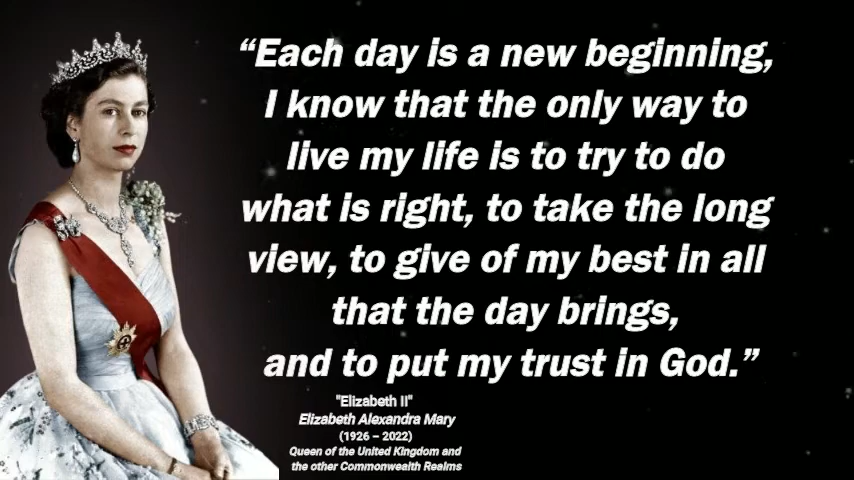 “Each day is a new beginning,
I know that the only way to
live my life is to try to do
what is right, to take the long
view, to give of my best in all
that the day brings,
and to put my trust in God.”
"Elizabeth II"
Elizabeth Alexandra Mary
(1926 – 2022)
Queen of the United Kingdom and
the other Commonwealth Realms